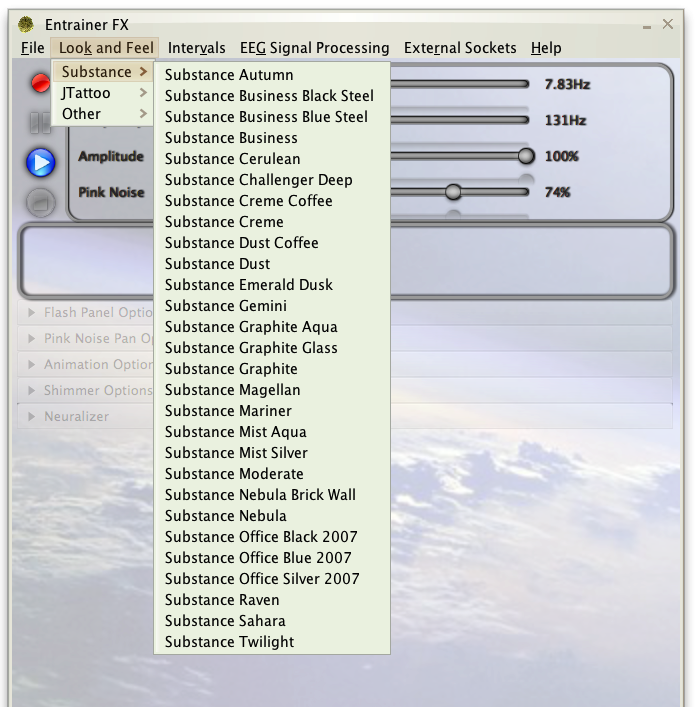 Entrainer FX
File Look and Feel Intervals EEG Signal Processing External Sockets Help
Substance
JTattoo
Other
Substance Autumn
Substance Business Black Steel
Substance Business Blue Steel
Substance Business
Substance Cerulean
Substance Challenger Deep
Substance Creme Coffee
Substance Creme
Substance Dust Coffee
Substance Dust
Substance Emerald Dusk
Substance Gemini
Substance Graphite Aqua
Substance Graphite Glass
Substance Graphite
Substance Magellan
Substance Mariner
Substance Mist Aqua
Substance Mist Silver
Substance Moderate
Substance Nebula Brick Wall
Substance Nebula
Substance Office Black 2007
Substance Office Blue 2007
Substance Office Silver 2007
Substance Raven
Substance Sahara
Substance Twilight
7.83Hz
131Hz
Amplitude 100%
Pink Noise 74%
Flash Panel Optio
Pink Noise Pan Op
Animation Option
Shimmer Options
Neuralizer